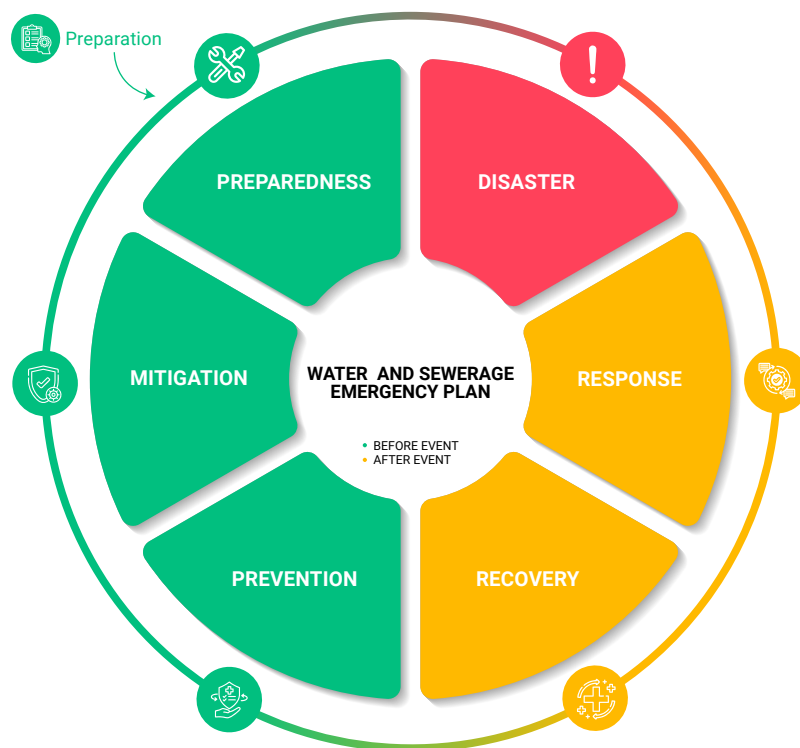 Preparation
PREPAREDNESS
DISASTER
MITIGATION
WATER AND SEWERAGE
EMERGENCY PLAN
RESPONSE
• BEFORE EVENT
• AFTER EVENT
PREVENTION
RECOVERY